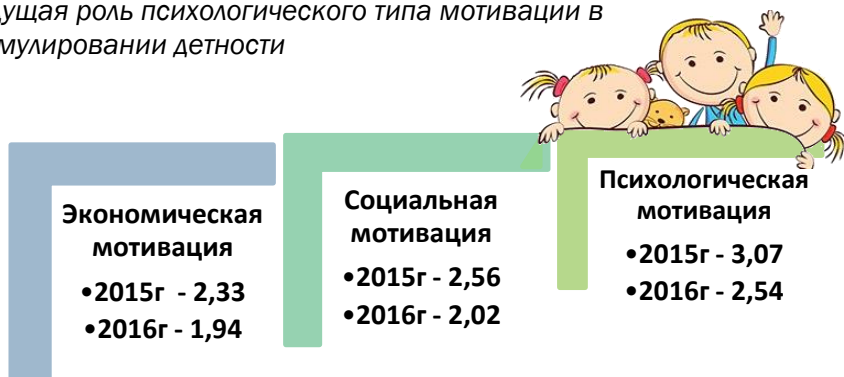 дущая роль психологического типа мотивации в
мулировании детности
Экономическая
мотивация
•2015г - 2,33
•2016г - 1,94
Социальная
мотивация
•2015г - 2,56
•2016г - 2,02
Психологическая
мотивация
•2015г - 3,07
•2016г - 2,54